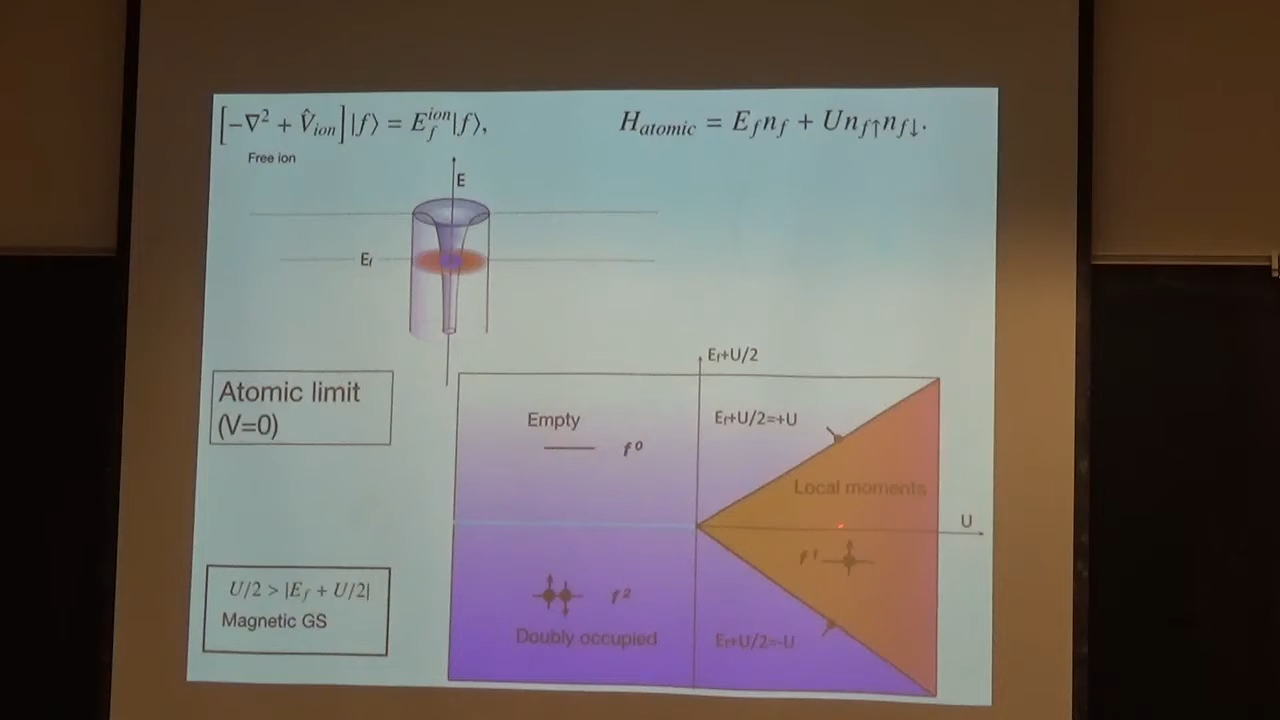 [−∇² + V̂_ion] |f⟩ = E_f^ion |f⟩,
H_atomic = E_f n_f + U n_f↑ n_f↓.
Free ion
E
E_f
Atomic limit
(V=0)
E_f+U/2
Empty
f⁰
E_f+U/2=+U
Local moments
U
f¹
f²
Doubly occupied
E_f+U/2=-U
U/2 > |E_f + U/2|
Magnetic GS